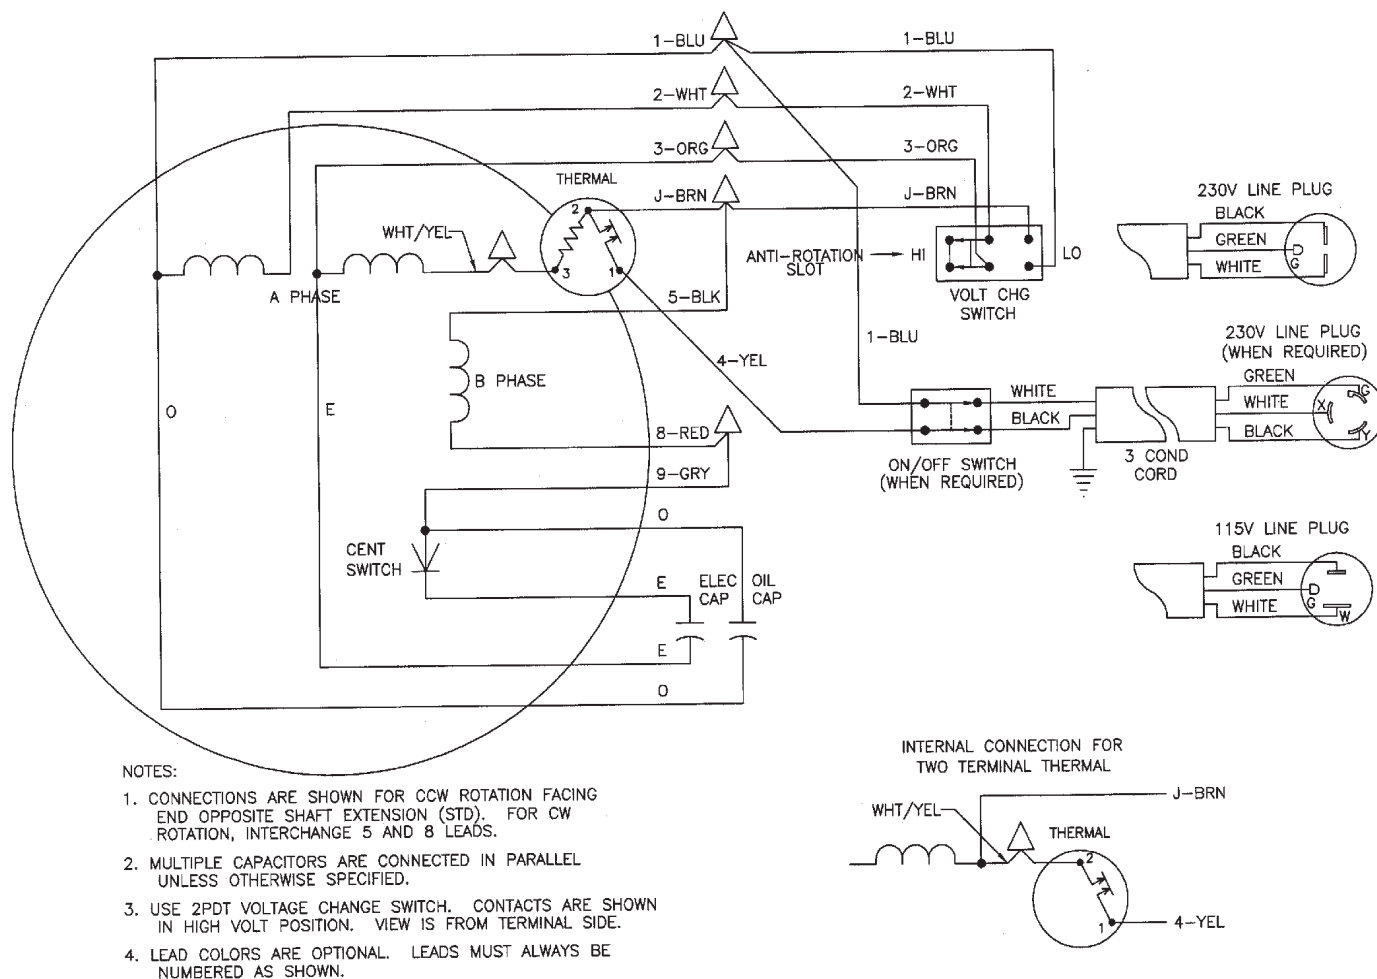 1-BLU
1-BLU
2-WHT
2-WHT
3-ORG
3-ORG
THERMAL
J-BRN
J-BRN
2
3
1
WHT/YEL
A PHASE
ANTI-ROTATION
SLOT
HI
LO
VOLT CHG
SWITCH
230V LINE PLUG
BLACK
GREEN
WHITE
G
5-BLK
1-BLU
4-YEL
B PHASE
O
E
8-RED
9-GRY
WHITE
BLACK
ON/OFF SWITCH
(WHEN REQUIRED)
3 COND
CORD
230V LINE PLUG
(WHEN REQUIRED)
GREEN
WHITE
BLACK
G
X
Y
O
CENT
SWITCH
E
ELEC
CAP
OIL
CAP
E
O
115V LINE PLUG
BLACK
GREEN
WHITE
G
W
NOTES:
1. CONNECTIONS ARE SHOWN FOR CCW ROTATION FACING
END OPPOSITE SHAFT EXTENSION (STD). FOR CW
ROTATION, INTERCHANGE 5 AND 8 LEADS.
2. MULTIPLE CAPACITORS ARE CONNECTED IN PARALLEL
UNLESS OTHERWISE SPECIFIED.
3. USE 2PDT VOLTAGE CHANGE SWITCH. CONTACTS ARE SHOWN
IN HIGH VOLT POSITION. VIEW IS FROM TERMINAL SIDE.
4. LEAD COLORS ARE OPTIONAL. LEADS MUST ALWAYS BE
NUMBERED AS SHOWN.
INTERNAL CONNECTION FOR
TWO TERMINAL THERMAL
J-BRN
WHT/YEL
THERMAL
2
1
4-YEL